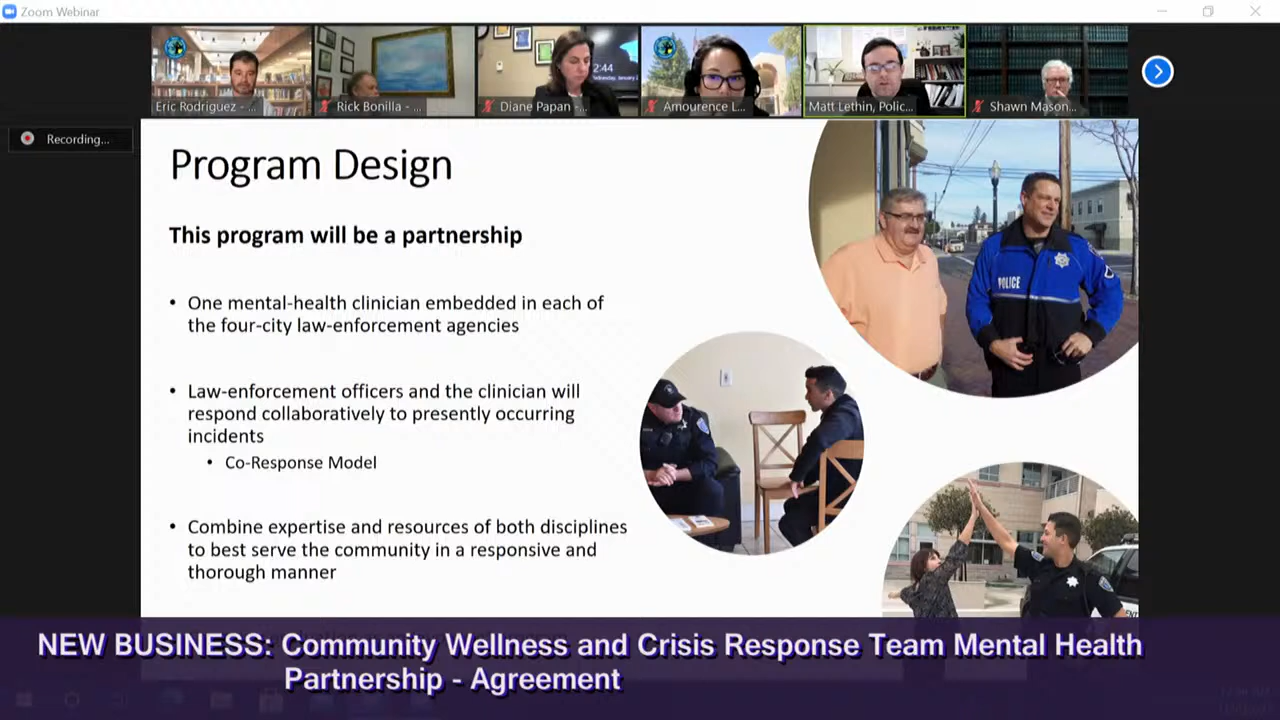 Zoom Webinar
2:44
Eric Rodriguez - ...
Rick Bonilla - ...
Diane Papan - ...
Amourence L...
Matt Lethin, Polic...
Shawn Mason...
Recording...
Program Design
This program will be a partnership
• One mental-health clinician embedded in each of
the four-city law-enforcement agencies
• Law-enforcement officers and the clinician will
respond collaboratively to presently occurring
incidents
• Co-Response Model
• Combine expertise and resources of both disciplines
to best serve the community in a responsive and
thorough manner
POLICE
NEW BUSINESS: Community Wellness and Crisis Response Team Mental Health
Partnership - Agreement